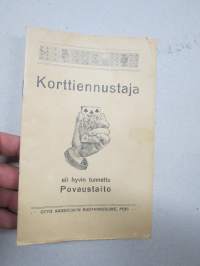 Korttiennustaja
eli hyvin tunnettu
Povaustaito